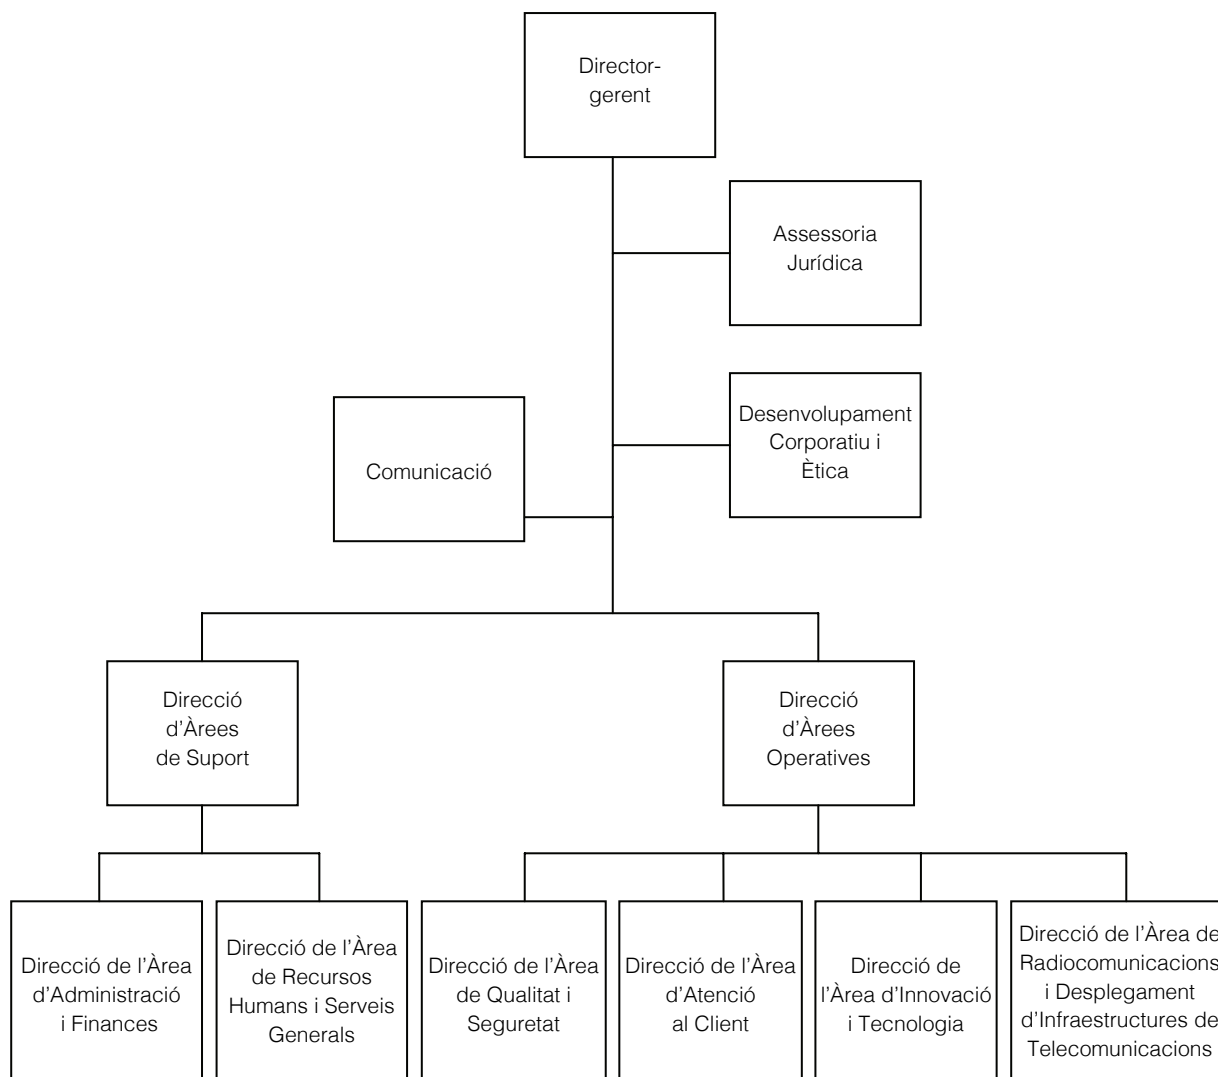 Director-
gerent
Assessoria
Jurídica
Desenvolupament
Corporatiu i
Ètica
Comunicació
Direcció
d’Àrees
de Suport
Direcció
d’Àrees
Operatives
Direcció de l’Àrea
d’Administració
i Finances
Direcció de l’Àrea
de Recursos
Humans i Serveis
Generals
Direcció de l’Àrea
de Qualitat i
Seguretat
Direcció de l’Àrea
d’Atenció
al Client
Direcció de
l’Àrea d’Innovació
i Tecnologia
Direcció de l’Àrea de
Radiocomunicacions
i Desplegament
d’Infraestructures de
Telecomunicacions